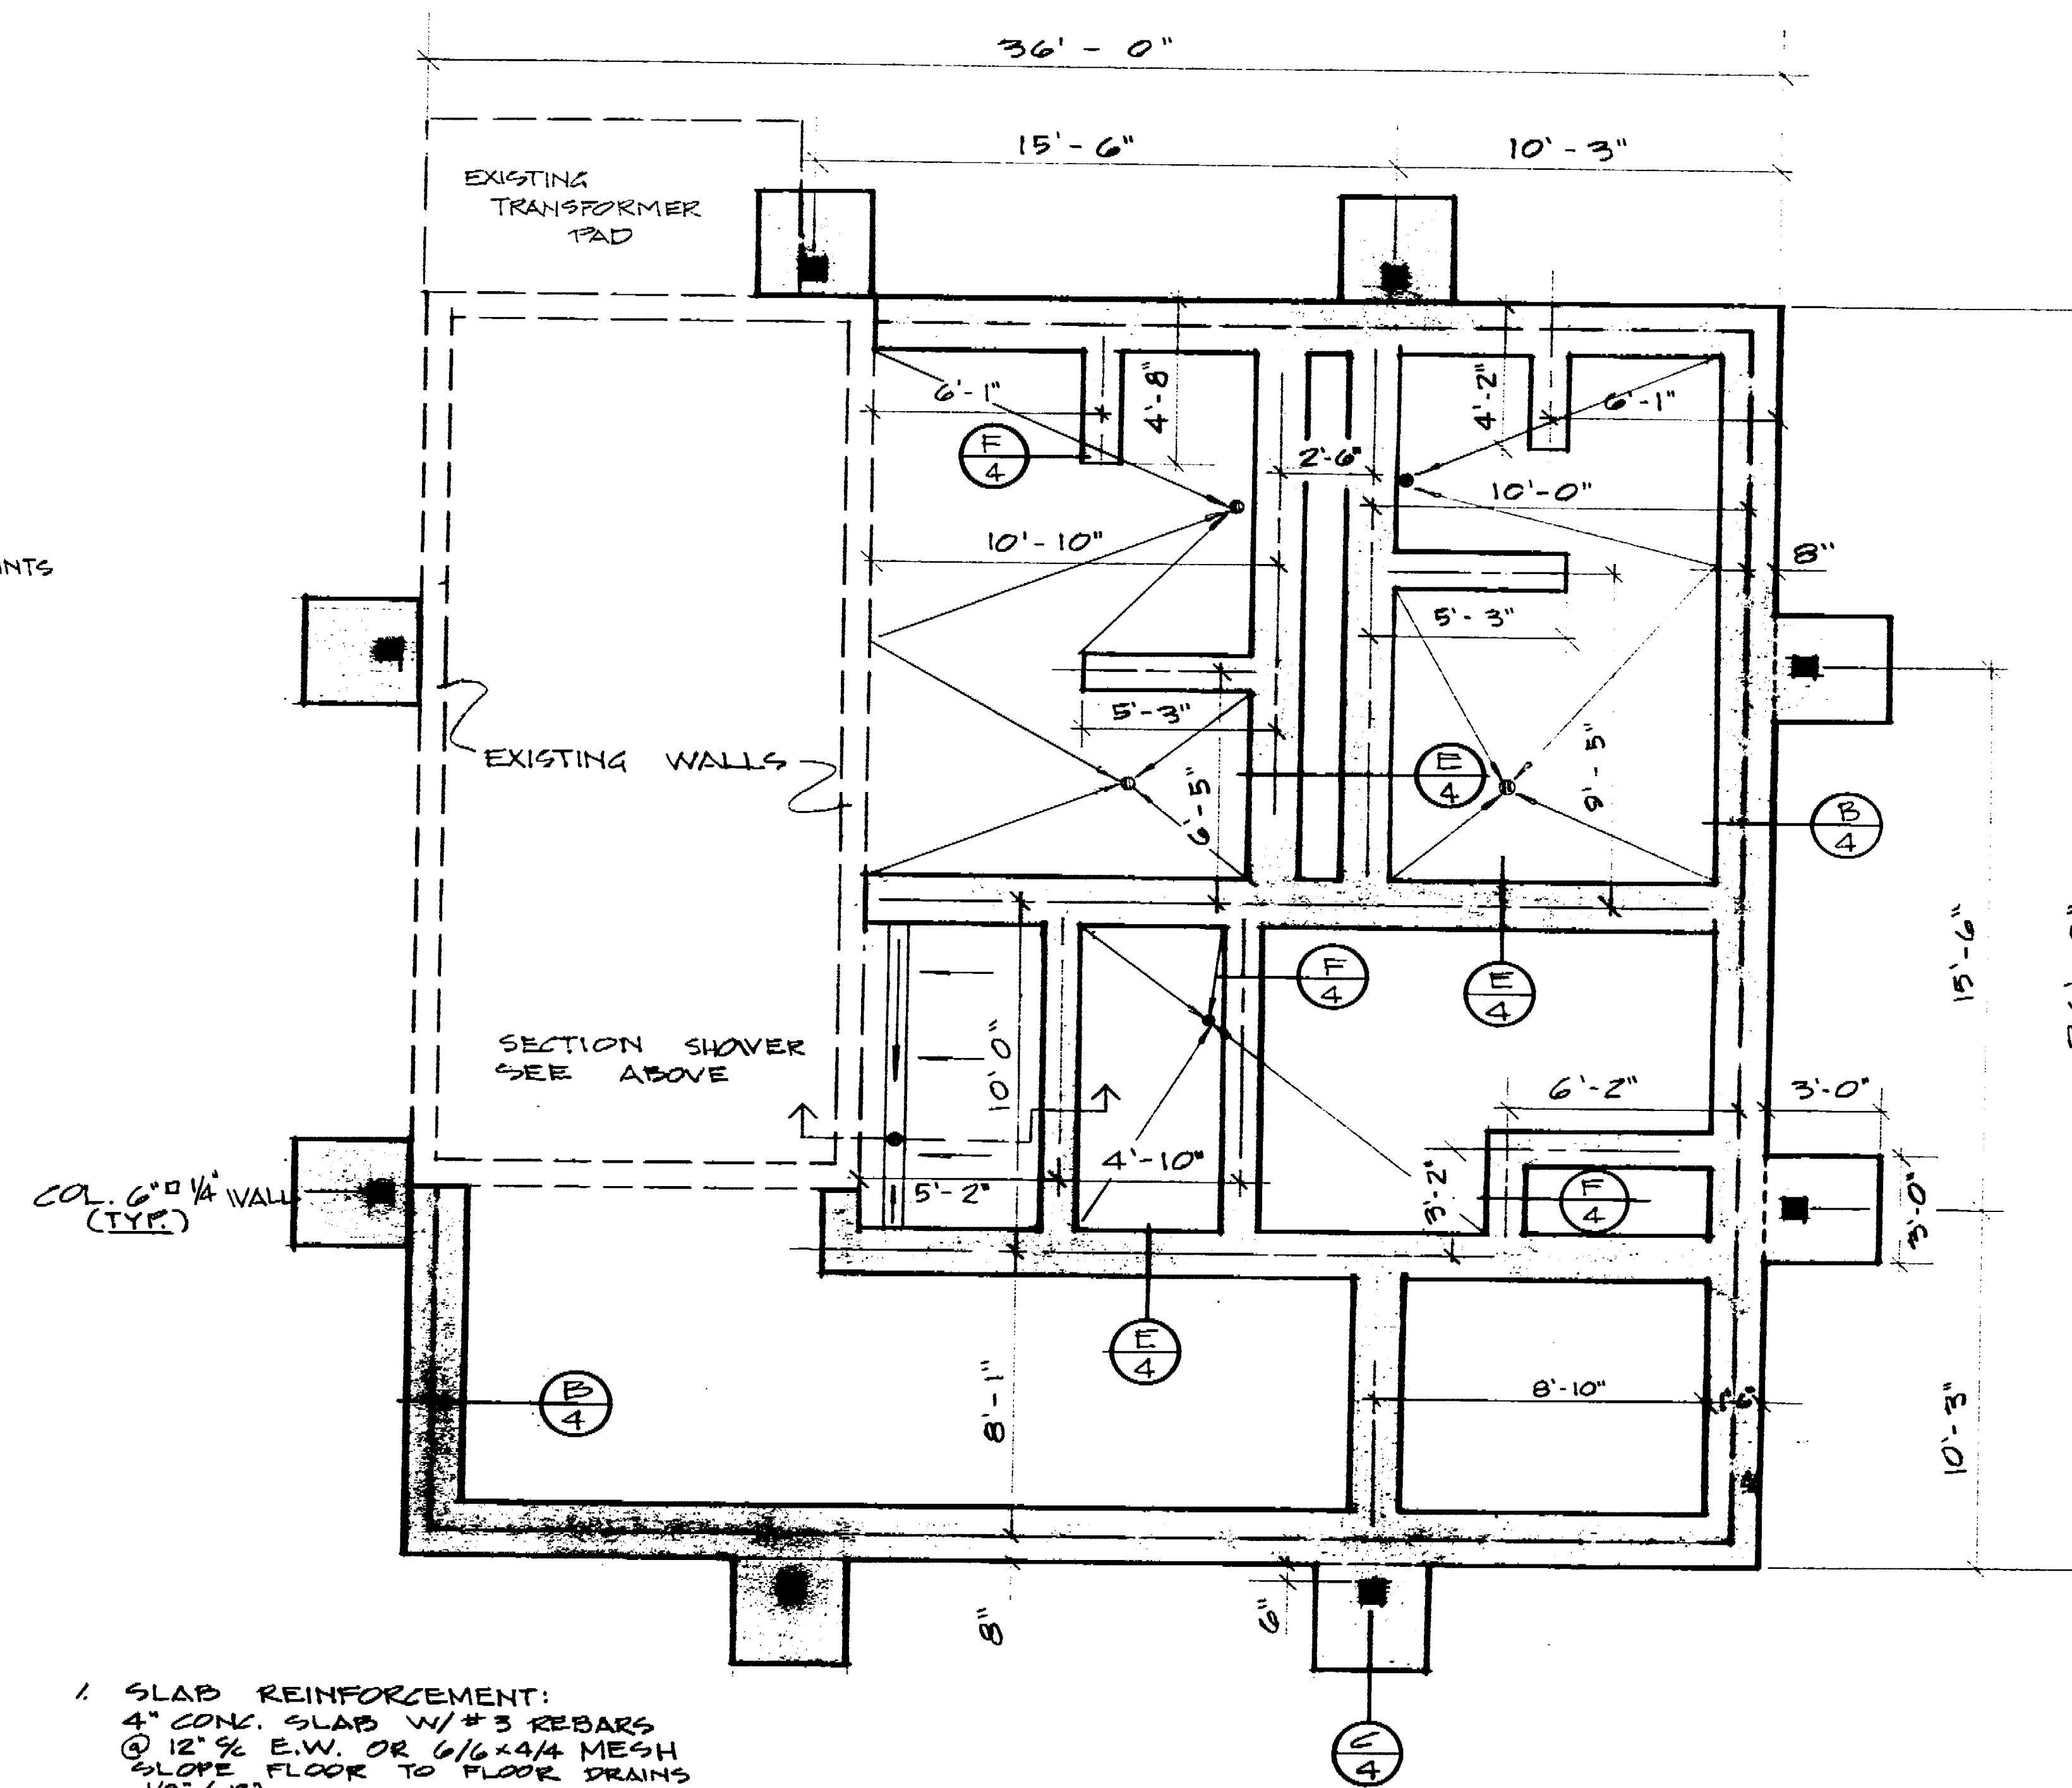 36' - 0"
15' - 6"
10' - 3"
EXISTING
TRANSFORMER
PAD
6'-1"
4'-8"
4'-2"
6'-1"
F
4
2'-6"
10'-0"
10'-10"
8"
5'-3"
5'-3"
EXISTING WALLS
E
4
6'-5"
9'-5"
B
4
15'-6"
F
4
E
4
SECTION SHOWER
SEE ABOVE
10'0"
6'-2"
3'-0"
4'-10"
5'-2"
3'-2"
F
4
3'-0"
COL. 6"□ 1/4" WALL
(TYP.)
E
4
B
4
8'-1"
8'-10"
10'-3"
8"
6"
C
4
1. SLAB REINFORCEMENT:
4" CONC. SLAB W/ #3 REBARS
@ 12" o/c E.W. OR 6/6 x 4/4 MESH
SLOPE FLOOR TO FLOOR DRAINS